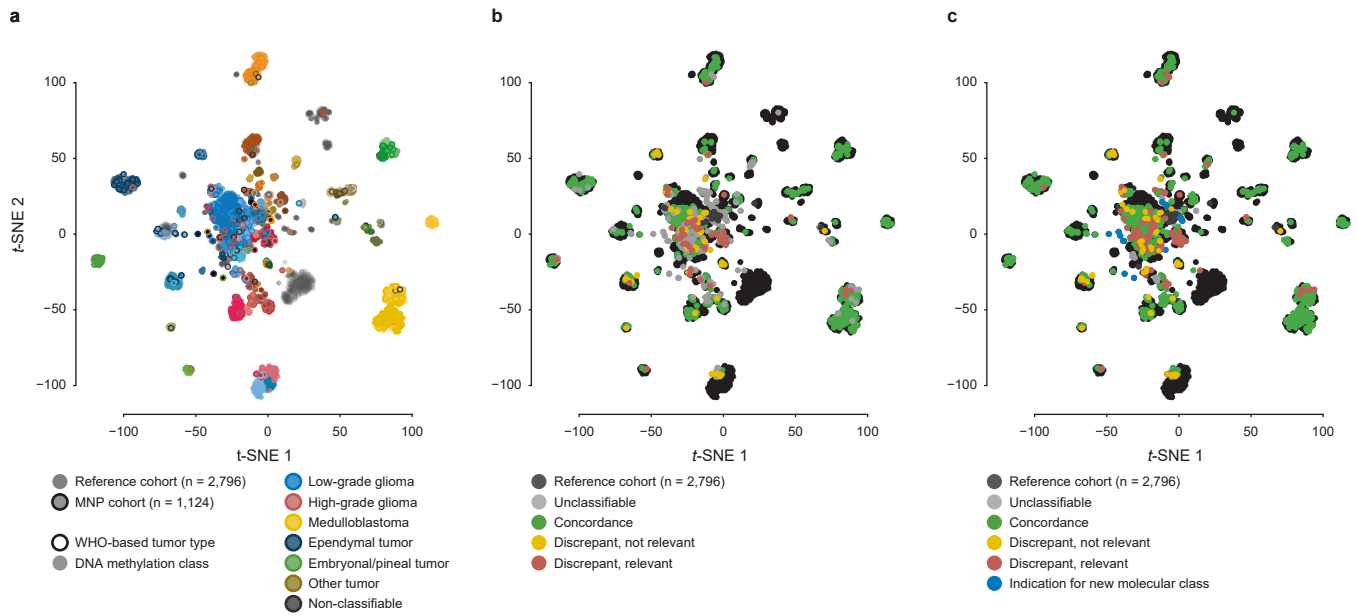 a
b
c
t-SNE 2
100
50
0
−50
−100
−100
−50
0
50
100
t-SNE 1
100
50
0
−50
−100
−100
−50
0
50
100
t-SNE 1
100
50
0
−50
−100
−100
−50
0
50
100
t-SNE 1
Reference cohort (n = 2,796)
MNP cohort (n = 1,124)
WHO-based tumor type
DNA methylation class
Low-grade glioma
High-grade glioma
Medulloblastoma
Ependymal tumor
Embryonal/pineal tumor
Other tumor
Non-classifiable
Reference cohort (n = 2,796)
Unclassifiable
Concordance
Discrepant, not relevant
Discrepant, relevant
Reference cohort (n = 2,796)
Unclassifiable
Concordance
Discrepant, not relevant
Discrepant, relevant
Indication for new molecular class